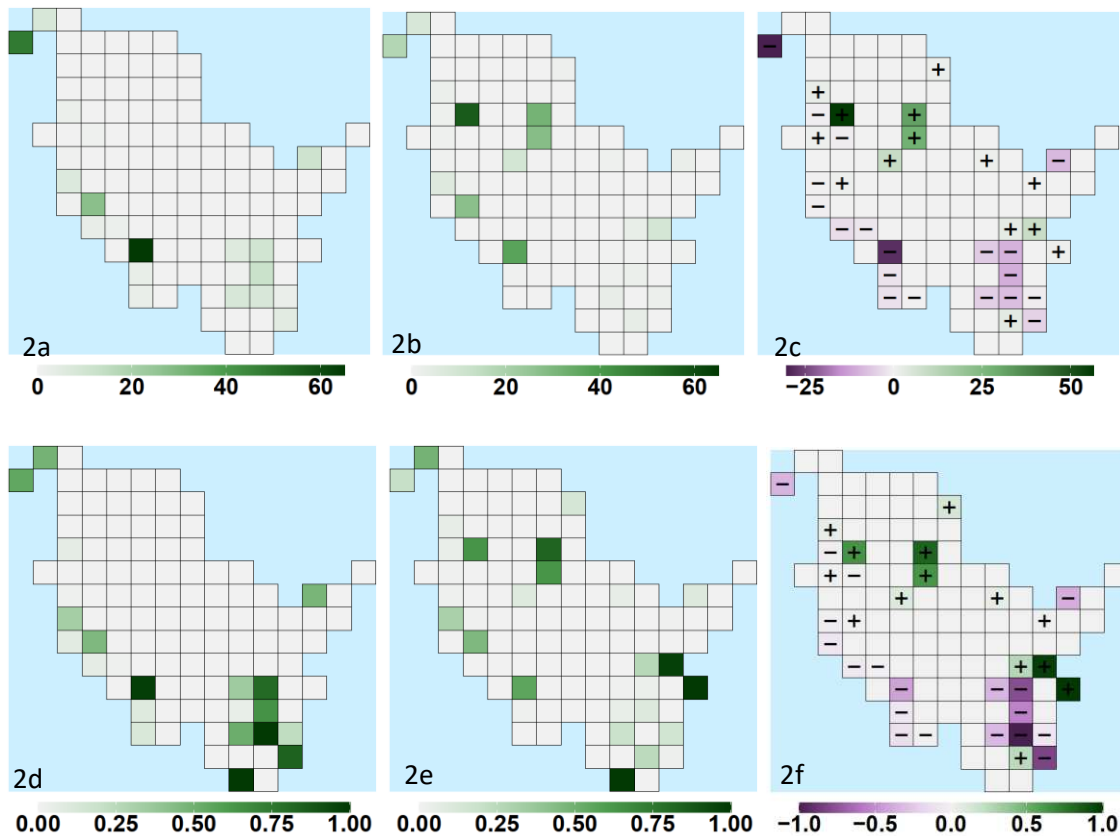 2a
0 20 40 60
2b
0 20 40 60
−
+
+
− + +
+ − +
+ + −
− + +
−
− − + +
− − − +
− −
− − − − −
+ −
2c
−25 0 25 50
2d
0.00 0.25 0.50 0.75 1.00
2e
0.00 0.25 0.50 0.75 1.00
−
+
+
− + +
+ − +
+ + −
− + +
−
− − + +
− − − +
− −
− − − − −
+ −
2f
−1.0 −0.5 0.0 0.5 1.0